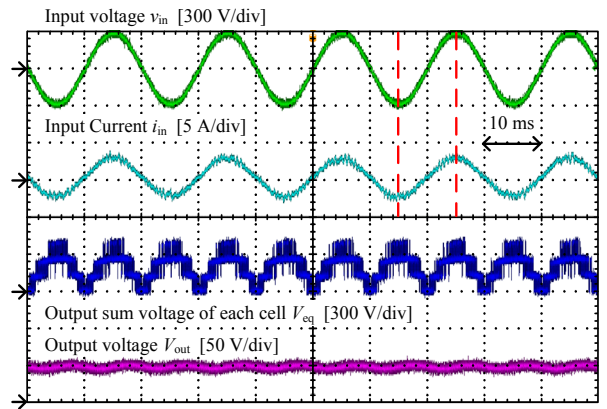 Input voltage vin [300 V/div]
Input Current iin [5 A/div]
10 ms
Output sum voltage of each cell Veq [300 V/div]
Output voltage Vout [50 V/div]